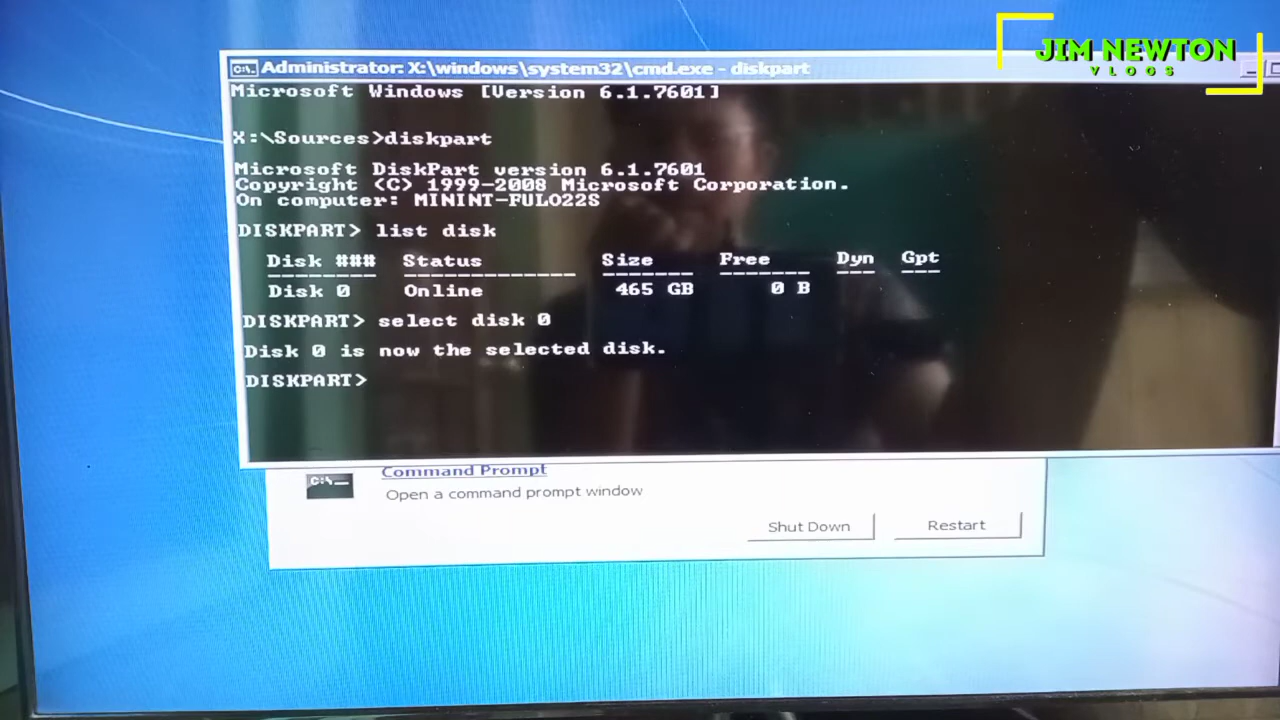 JIM NEWTON
VLOGS
Administrator: X:\windows\system32\cmd.exe - diskpart
Microsoft Windows [Version 6.1.7601]
X:\Sources>diskpart
Microsoft DiskPart version 6.1.7601
Copyright (C) 1999-2008 Microsoft Corporation.
On computer: MININT-FULO22S
DISKPART> list disk
Disk ### Status Size Free Dyn Gpt
-------- ------------- ------- ------- --- ---
Disk 0 Online 465 GB 0 B
DISKPART> select disk 0
Disk 0 is now the selected disk.
DISKPART>
Command Prompt
C:\
Open a command prompt window
Shut Down Restart